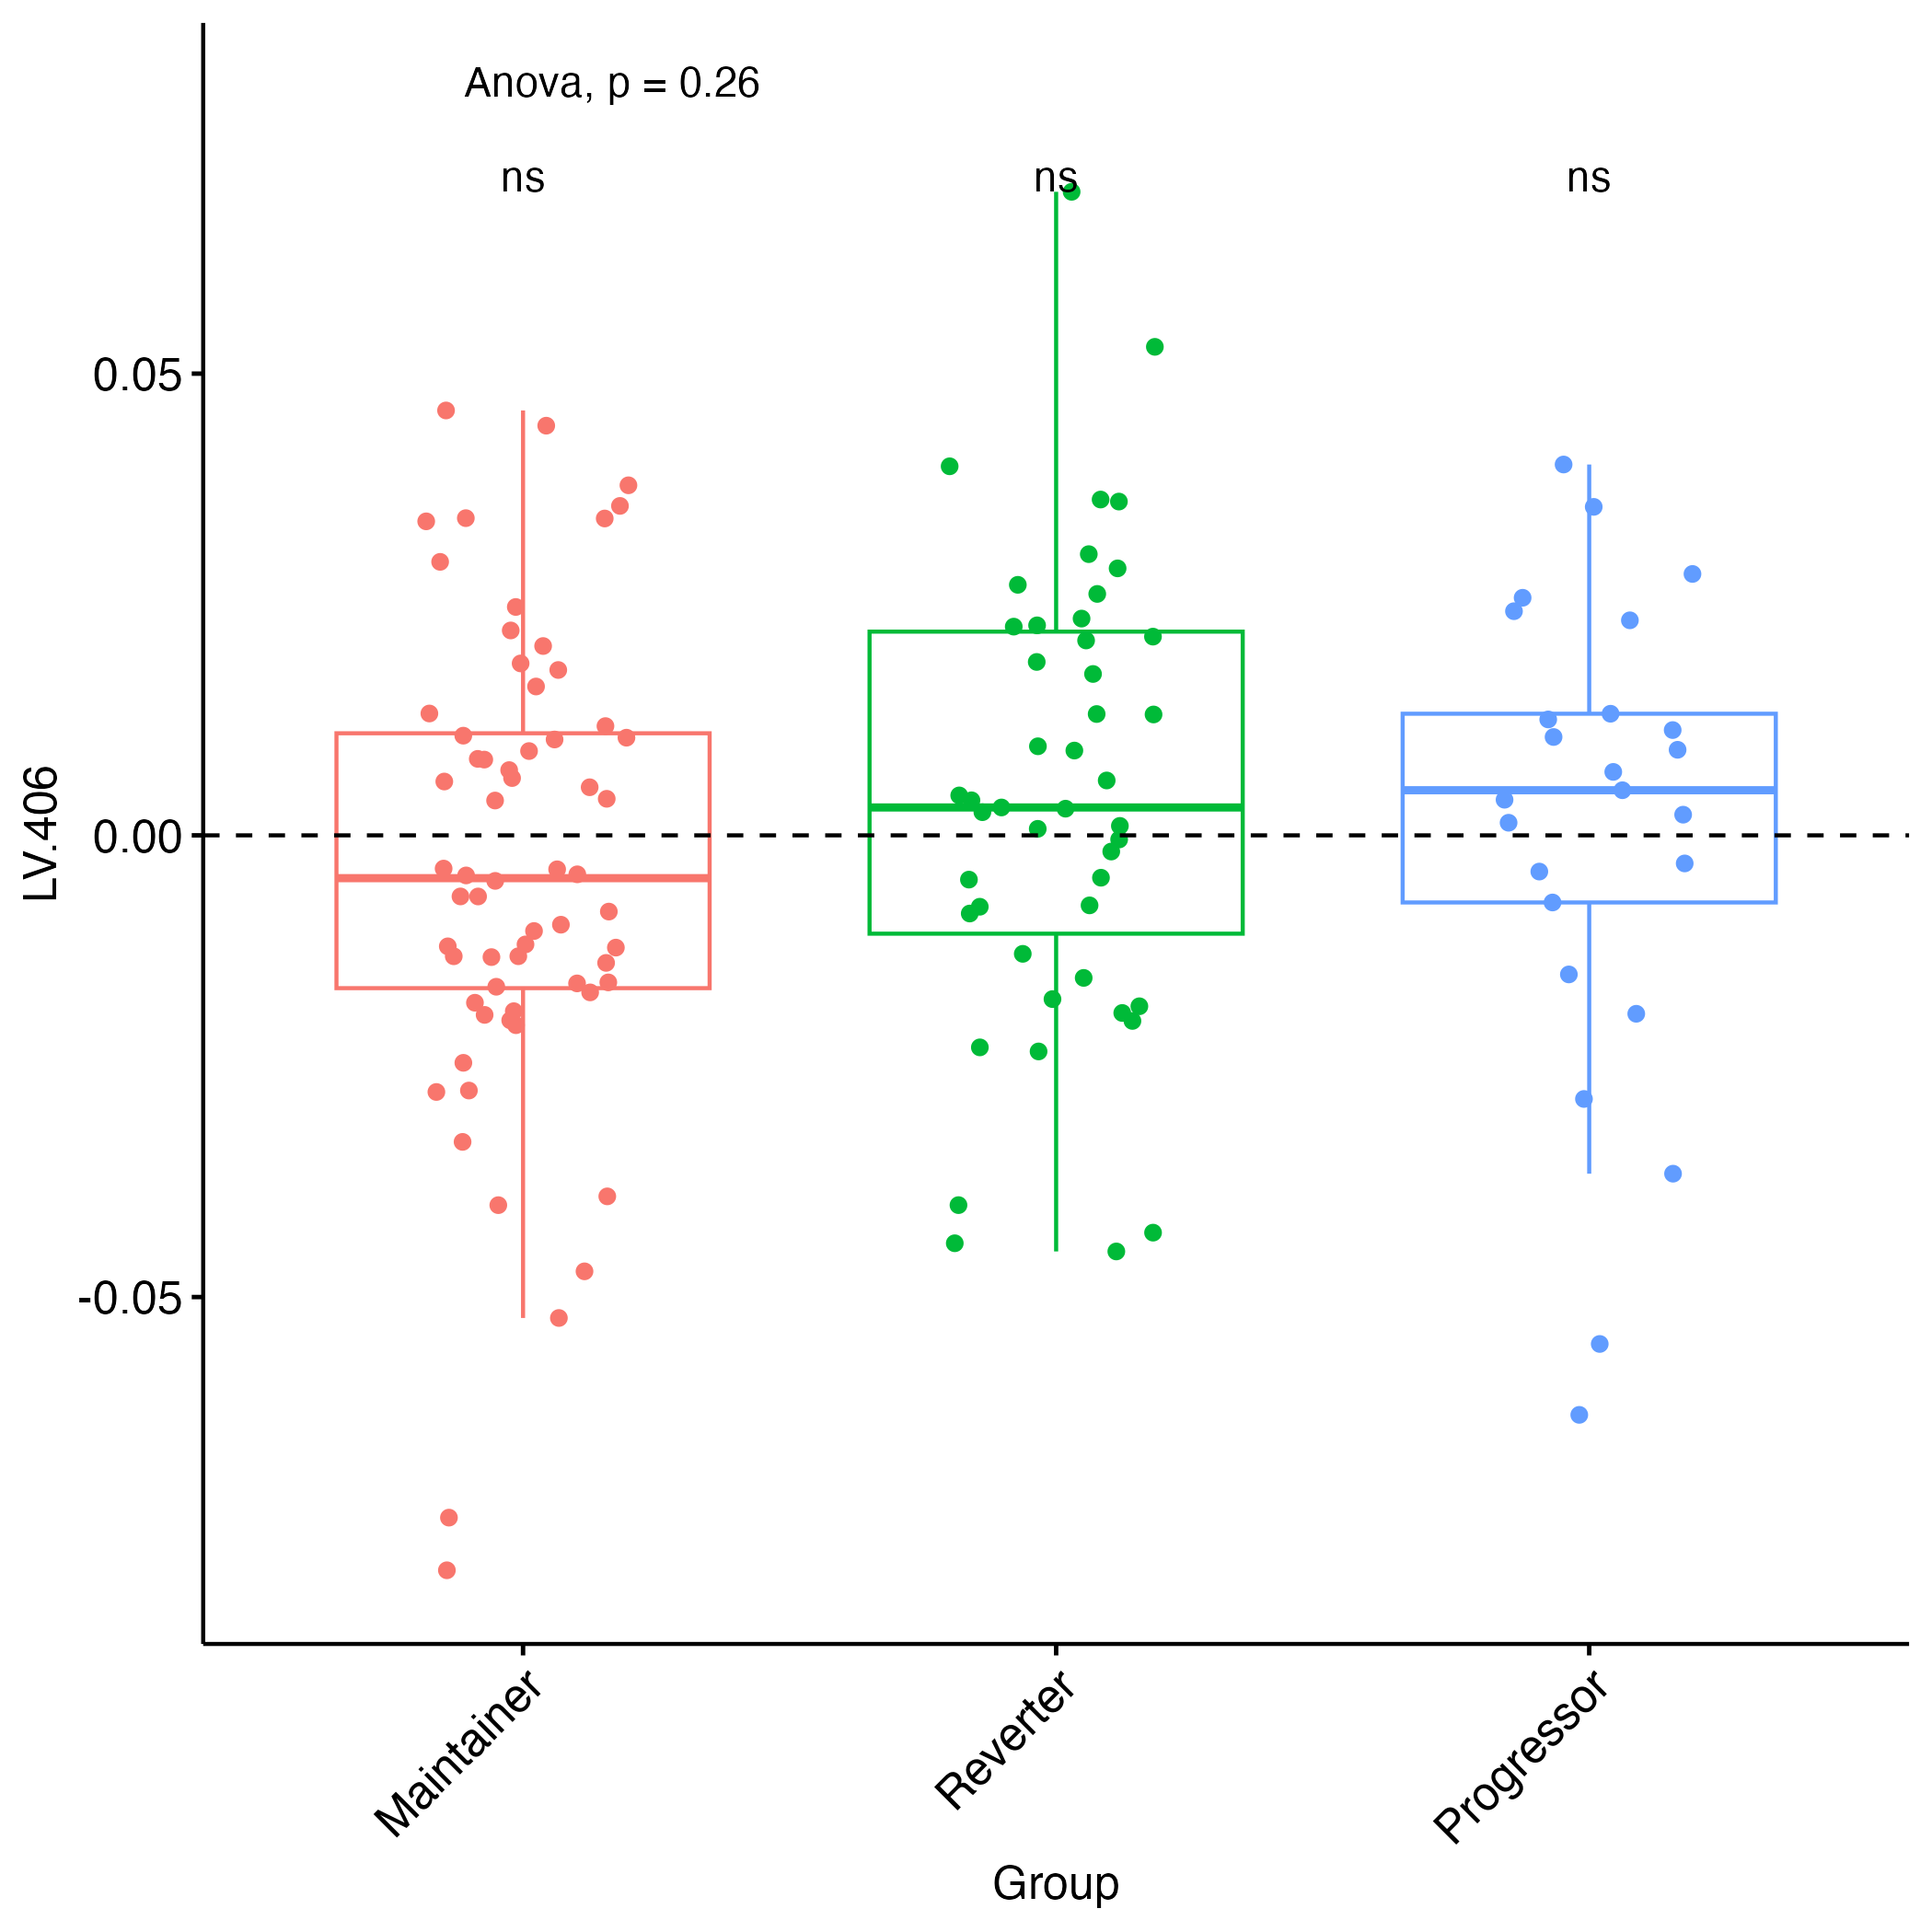 Anova, p = 0.26
ns ns ns
0.05
0.00
-0.05
LV.406
Maintainer Reverter Progressor
Group